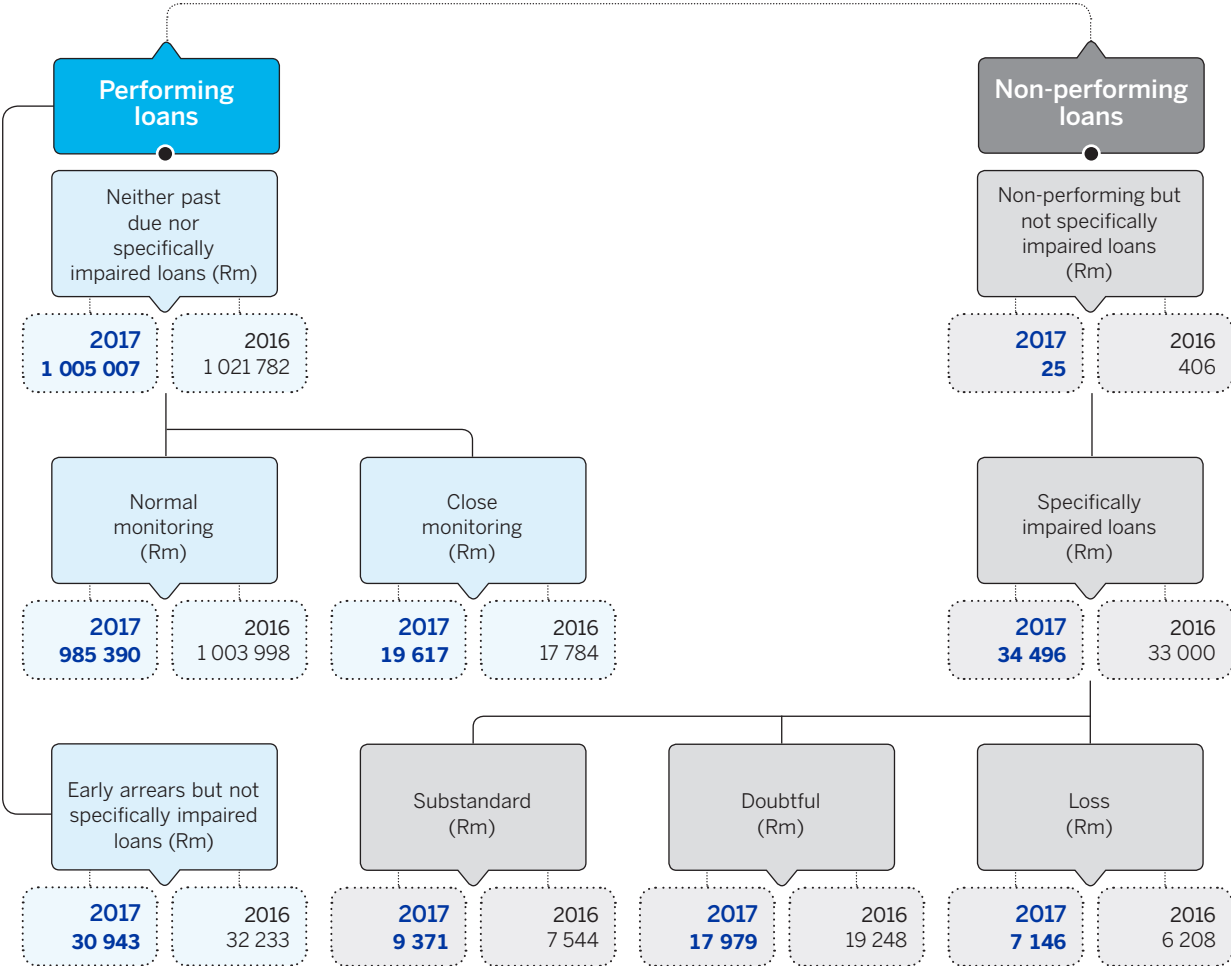 Performing
loans
Non-performing
loans
Neither past
due nor
specifically
impaired loans (Rm)
Non-performing but
not specifically
impaired loans
(Rm)
2017
1 005 007
2016
1 021 782
2017
25
2016
406
Normal
monitoring
(Rm)
Close
monitoring
(Rm)
Specifically
impaired loans
(Rm)
2017
985 390
2016
1 003 998
2017
19 617
2016
17 784
2017
34 496
2016
33 000
Early arrears but not
specifically impaired
loans (Rm)
Substandard
(Rm)
Doubtful
(Rm)
Loss
(Rm)
2017
30 943
2016
32 233
2017
9 371
2016
7 544
2017
17 979
2016
19 248
2017
7 146
2016
6 208